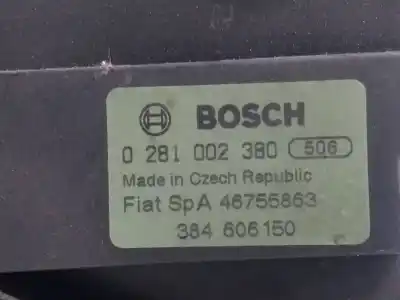 BOSCH
0 281 002 380 506
Made in Czech Republic
Fiat SpA 46755863
384 606150